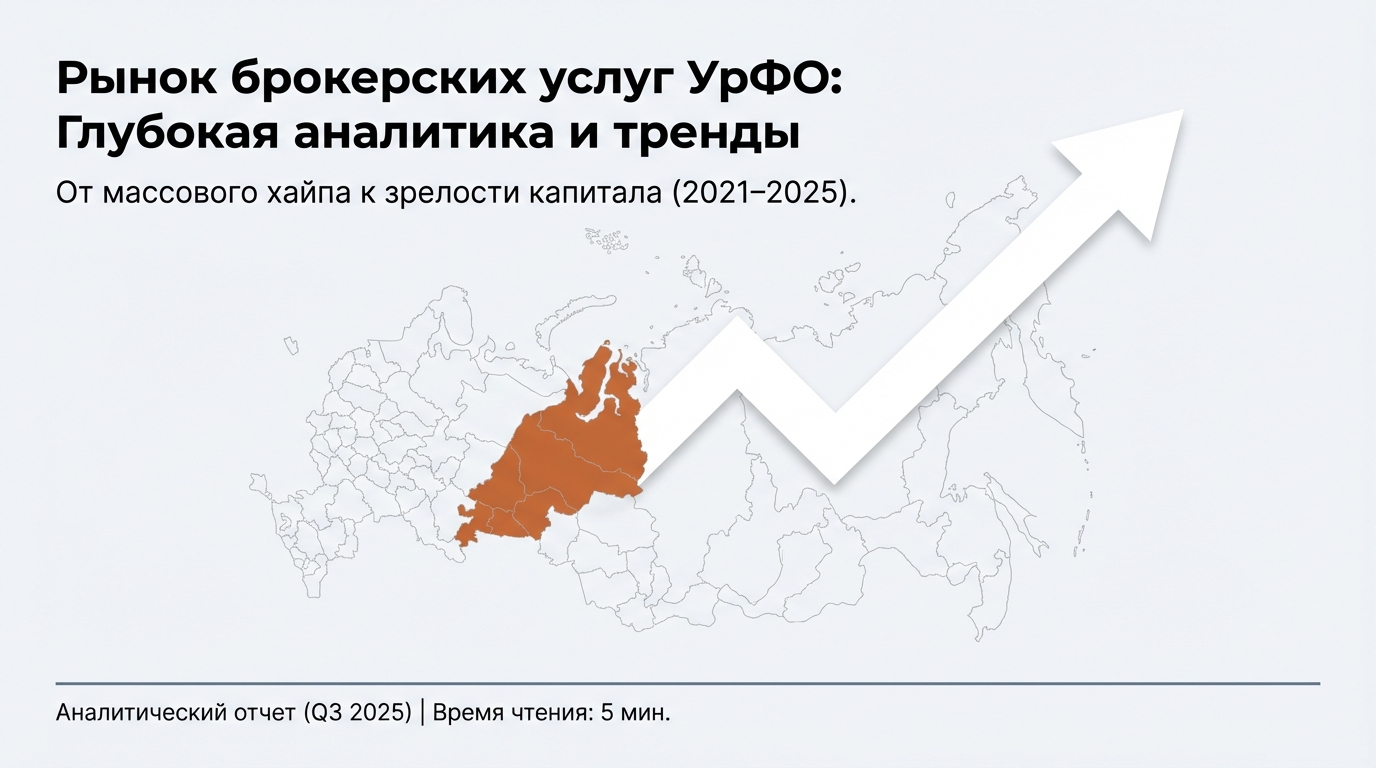 Рынок брокерских услуг УрФО:
Глубокая аналитика и тренды
От массового хайпа к зрелости капитала (2021–2025).
Аналитический отчет (Q3 2025) | Время чтения: 5 мин.